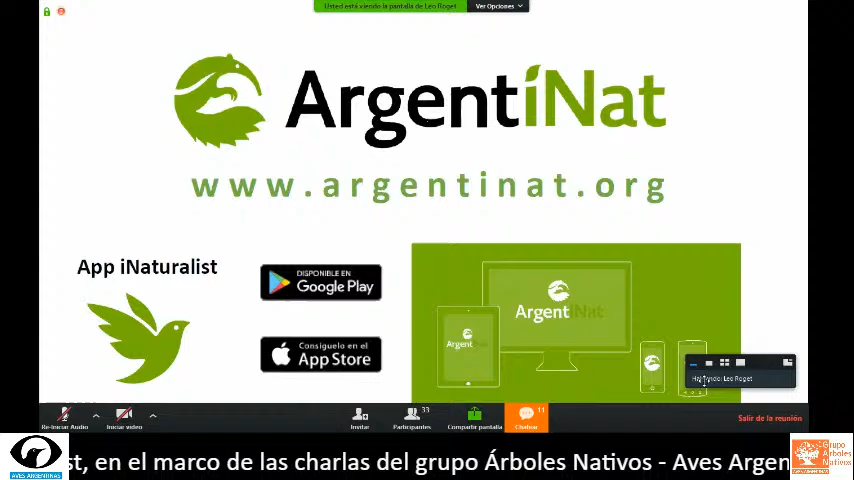 Usted está viendo la pantalla de Leo Roget
Ver Opciones
ArgentiNat
www.argentinat.org
App iNaturalist
DISPONIBLE EN
Google Play
Consíguelo en el
App Store
ArgentiNat
Hablando: Leo Roget
33
11
Re-Iniciar Audio
Iniciar video
Invitar
Participantes
Compartir pantalla
Chatear
Salir de la reunión
st, en el marco de las charlas del grupo Árboles Nativos - Aves Argen
AVES ARGENTINAS
Grupo
Árboles
Nativos
AVES ARGENTINAS